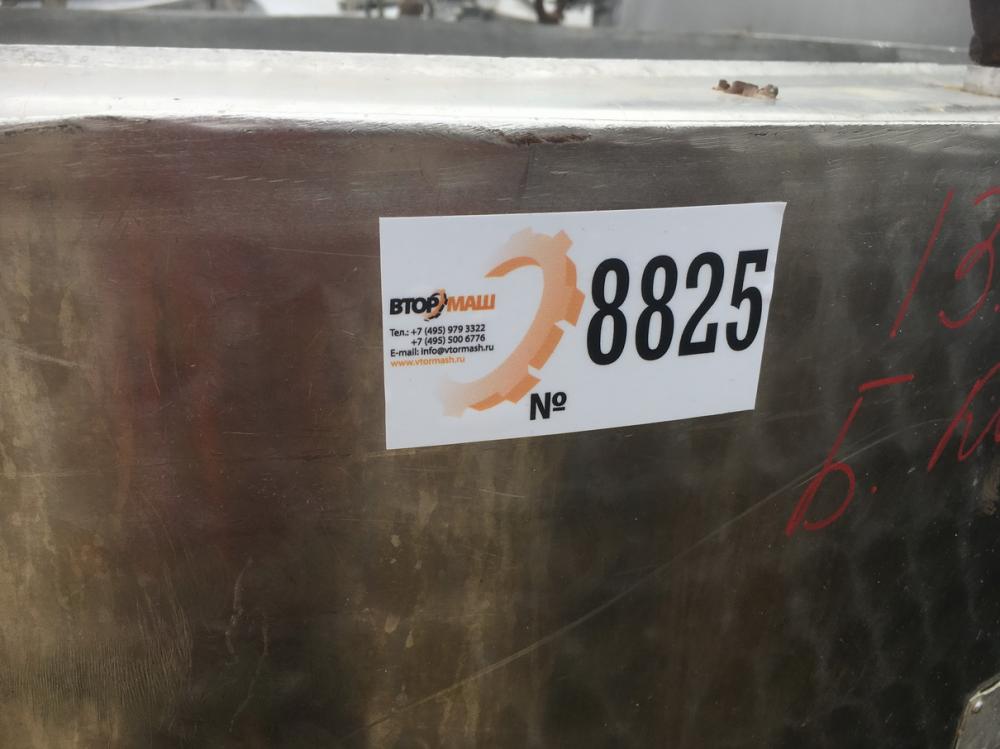 ВТОРМАШ
Тел.: +7 (495) 979 3322
+7 (495) 500 6776
E-mail: info@vtormash.ru
www.vtormash.ru
№ 8825
13
Б.